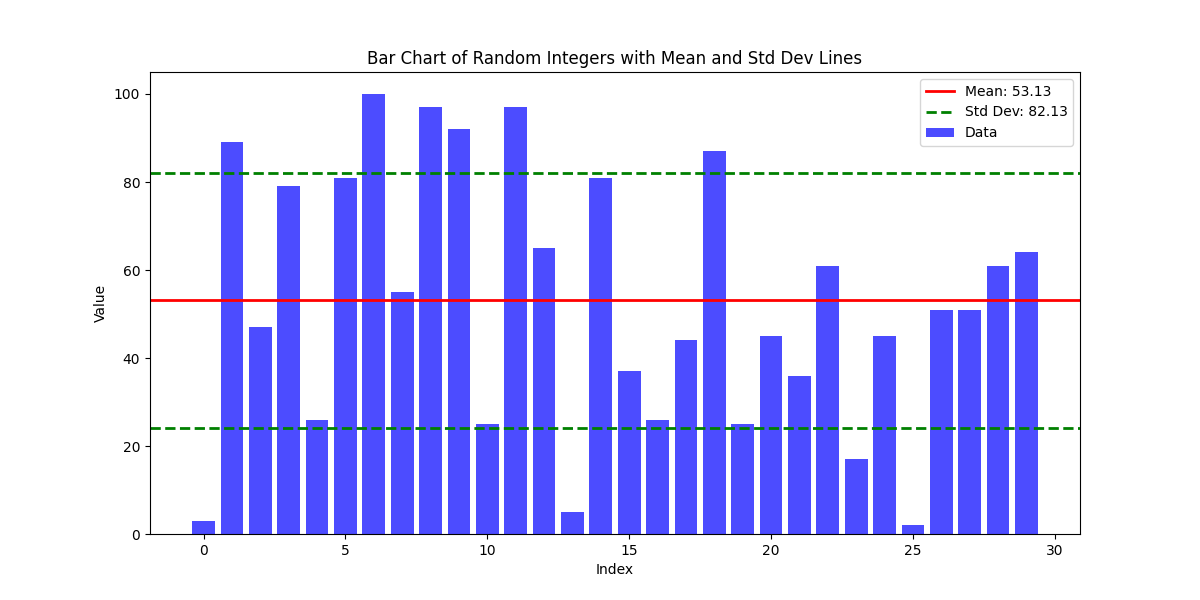 Bar Chart of Random Integers with Mean and Std Dev Lines
Mean: 53.13
Std Dev: 82.13
Data
100
80
60
40
20
0
Value
0 5 10 15 20 25 30
Index